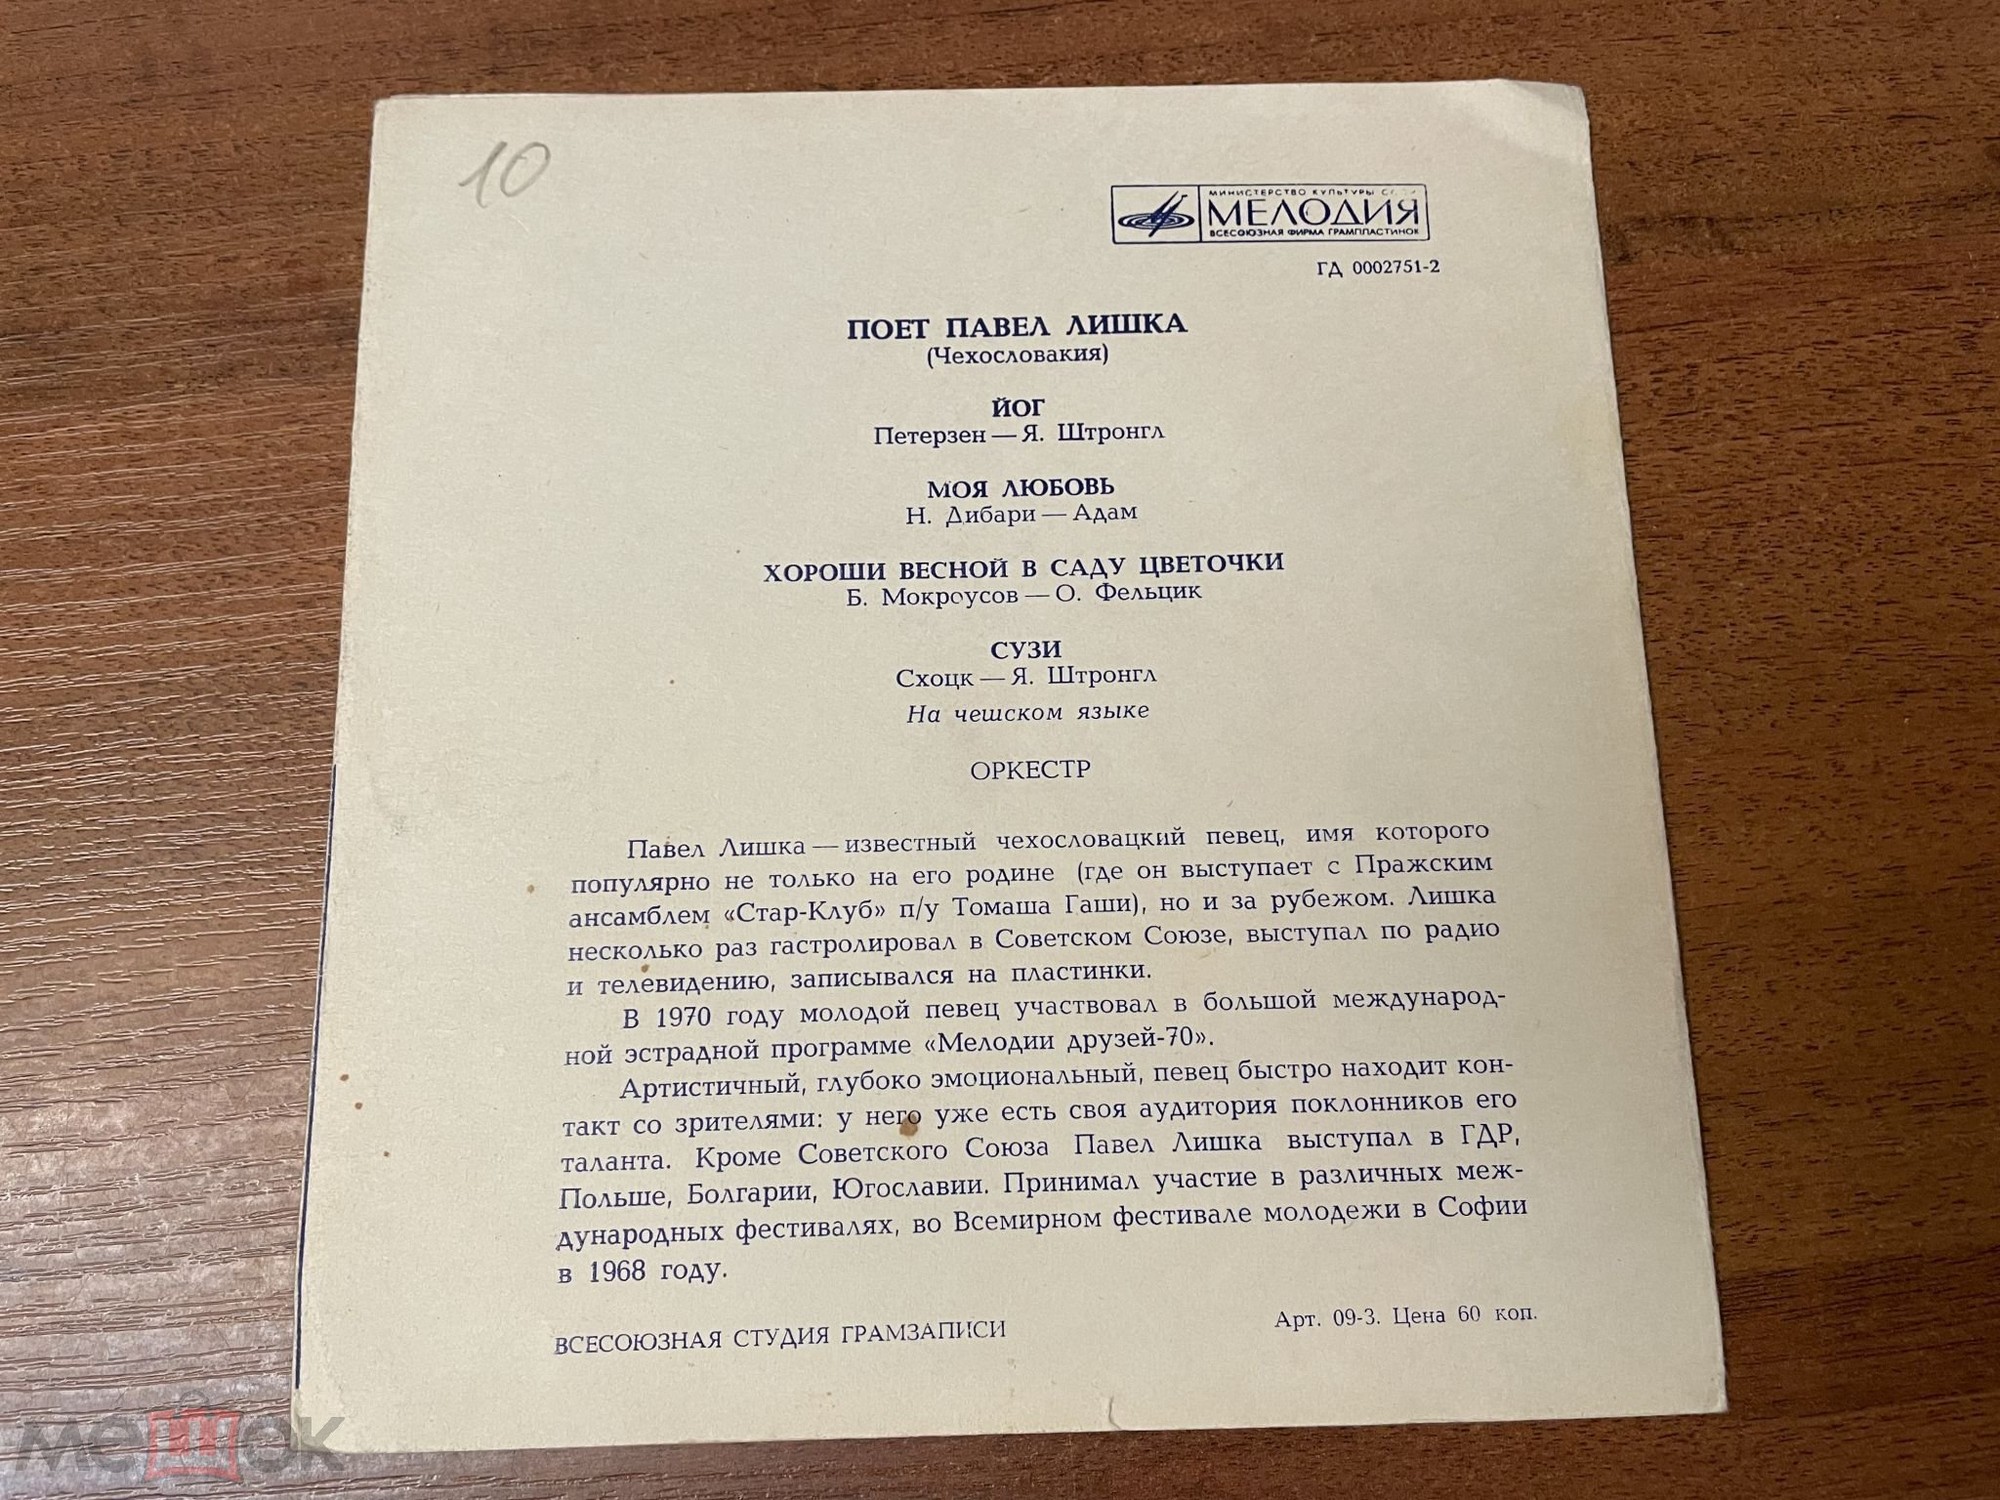 10
МИНИСТЕРСТВО КУЛЬТУРЫ
МЕЛОДИЯ
ВСЕСОЮЗНАЯ ФИРМА ГРАМПЛАСТИНОК
ГД 0002751-2
ПОЕТ ПАВЕЛ ЛИШКА
(Чехословакия)
ЙОГ
Петерзен — Я. Штронгл
МОЯ ЛЮБОВЬ
Н. Дибари — Адам
ХОРОШИ ВЕСНОЙ В САДУ ЦВЕТОЧКИ
Б. Мокроусов — О. Фельцик
СУЗИ
Схоцк — Я. Штронгл
На чешском языке
ОРКЕСТР
Павел Лишка — известный чехословацкий певец, имя которого
популярно не только на его родине (где он выступает с Пражским
ансамблем «Стар-Клуб» п/у Томаша Гаши), но и за рубежом. Лишка
несколько раз гастролировал в Советском Союзе, выступал по радио
и телевидению, записывался на пластинки.
В 1970 году молодой певец участвовал в большой международ-
ной эстрадной программе «Мелодии друзей-70».
Артистичный, глубоко эмоциональный, певец быстро находит кон-
такт со зрителями: у него уже есть своя аудитория поклонников его
таланта. Кроме Советского Союза Павел Лишка выступал в ГДР,
Польше, Болгарии, Югославии. Принимал участие в различных меж-
дународных фестивалях, во Всемирном фестивале молодежи в Софии
в 1968 году.
ВСЕСОЮЗНАЯ СТУДИЯ ГРАМЗАПИСИ
Арт. 09-3. Цена 60 коп.
мешок